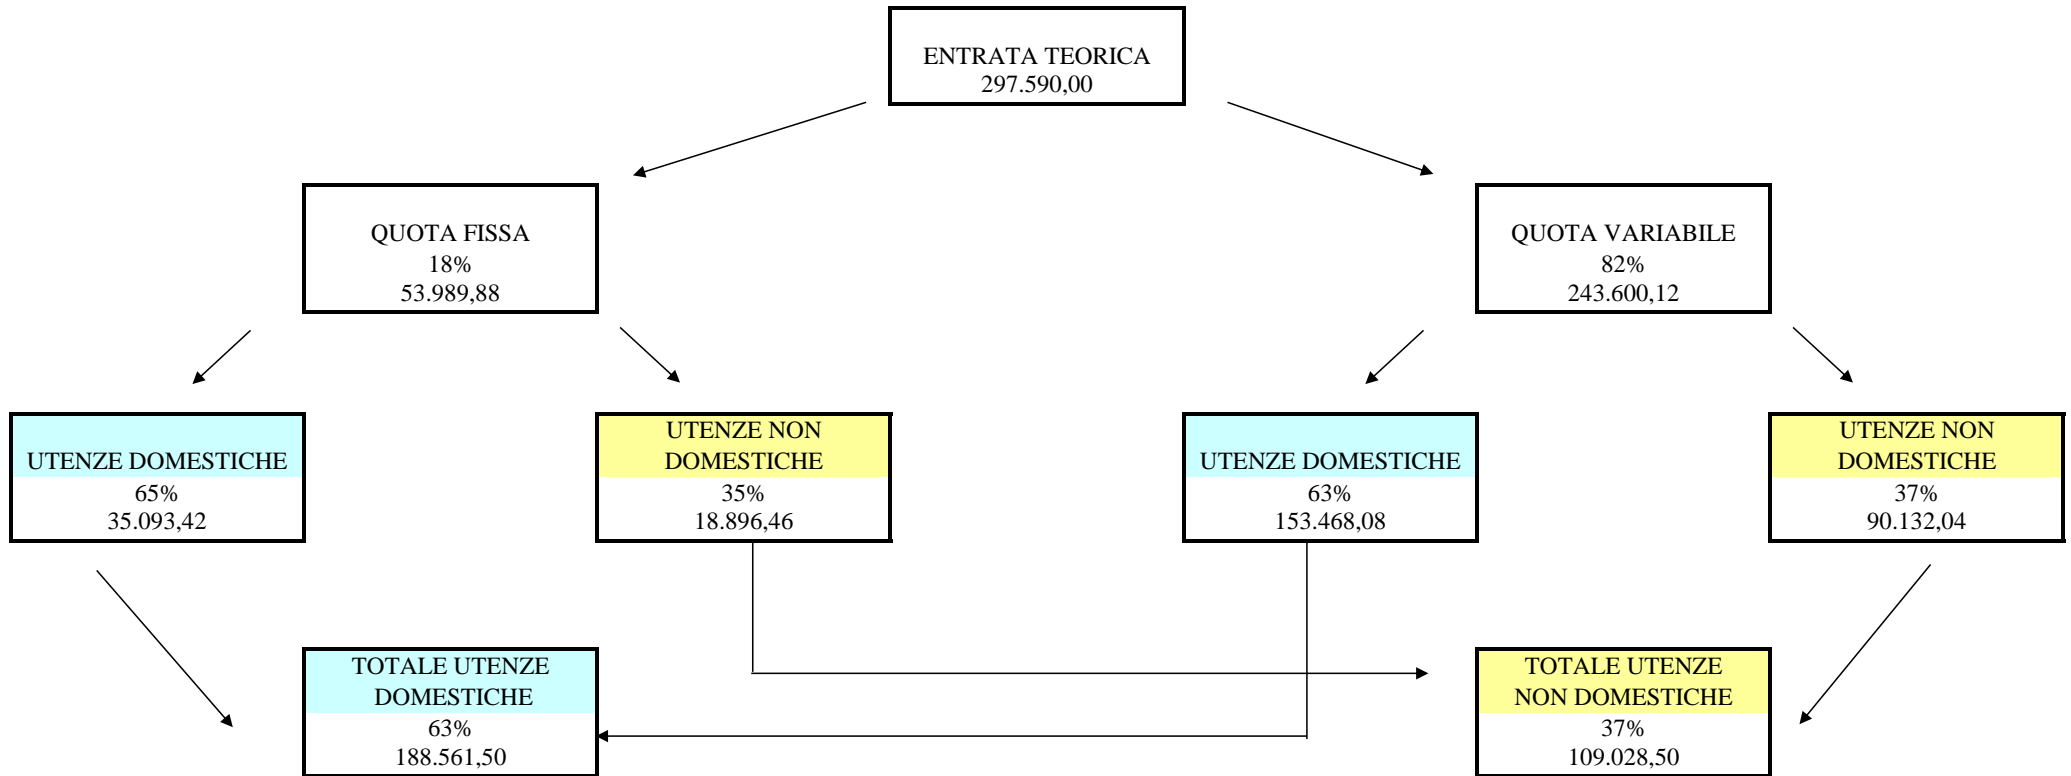 ENTRATA TEORICA
297.590,00
QUOTA FISSA
18%
53.989,88
QUOTA VARIABILE
82%
243.600,12
UTENZE DOMESTICHE
65%
35.093,42
UTENZE NON
DOMESTICHE
35%
18.896,46
UTENZE DOMESTICHE
63%
153.468,08
UTENZE NON
DOMESTICHE
37%
90.132,04
TOTALE UTENZE
DOMESTICHE
63%
188.561,50
TOTALE UTENZE
NON DOMESTICHE
37%
109.028,50